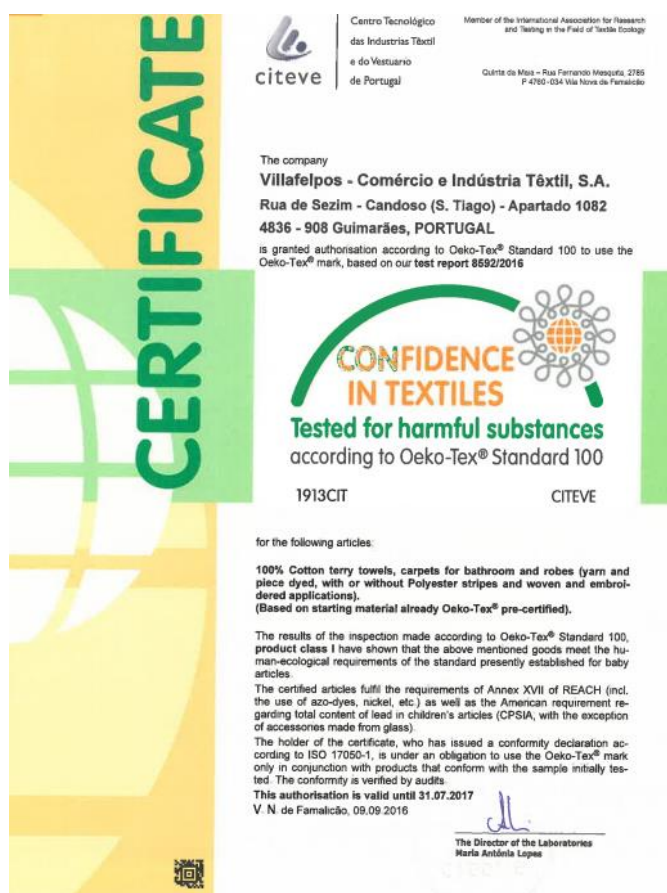 CERTIFICATE
citeve
Centro Tecnológico
das Industrias Têxtil
e do Vestuario
de Portugal
Member of the International Association for Research
and Testing in the Field of Textile Ecology
Quinta da Maia – Rua Fernando Mesquita, 2785
P 4760-034 Vila Nova de Famalicão
The company
Villafelpos - Comércio e Indústria Têxtil, S.A.
Rua de Sezim - Candoso (S. Tiago) - Apartado 1082
4836 - 908 Guimarães, PORTUGAL
is granted authorisation according to Oeko-Tex® Standard 100 to use the
Oeko-Tex® mark, based on our test report 8592/2016
CONFIDENCE
IN TEXTILES
Tested for harmful substances
according to Oeko-Tex® Standard 100
1913CIT CITEVE
for the following articles:
100% Cotton terry towels, carpets for bathroom and robes (yarn and
piece dyed, with or without Polyester stripes and woven and embroi-
dered applications).
(Based on starting material already Oeko-Tex® pre-certified).
The results of the inspection made according to Oeko-Tex® Standard 100,
product class I have shown that the above mentioned goods meet the hu-
man-ecological requirements of the standard presently established for baby
articles.
The certified articles fulfil the requirements of Annex XVII of REACH (incl.
the use of azo-dyes, nickel, etc.) as well as the American requirement re-
garding total content of lead in children's articles (CPSIA, with the exception
of accessories made from glass).
The holder of the certificate, who has issued a conformity declaration ac-
cording to ISO 17050-1, is under an obligation to use the Oeko-Tex® mark
only in conjunction with products that conform with the sample initially tes-
ted. The conformity is verified by audits.
This authorisation is valid until 31.07.2017
V. N. de Famalicão, 09.09.2016
The Director of the Laboratories
Maria Antónia Lopes